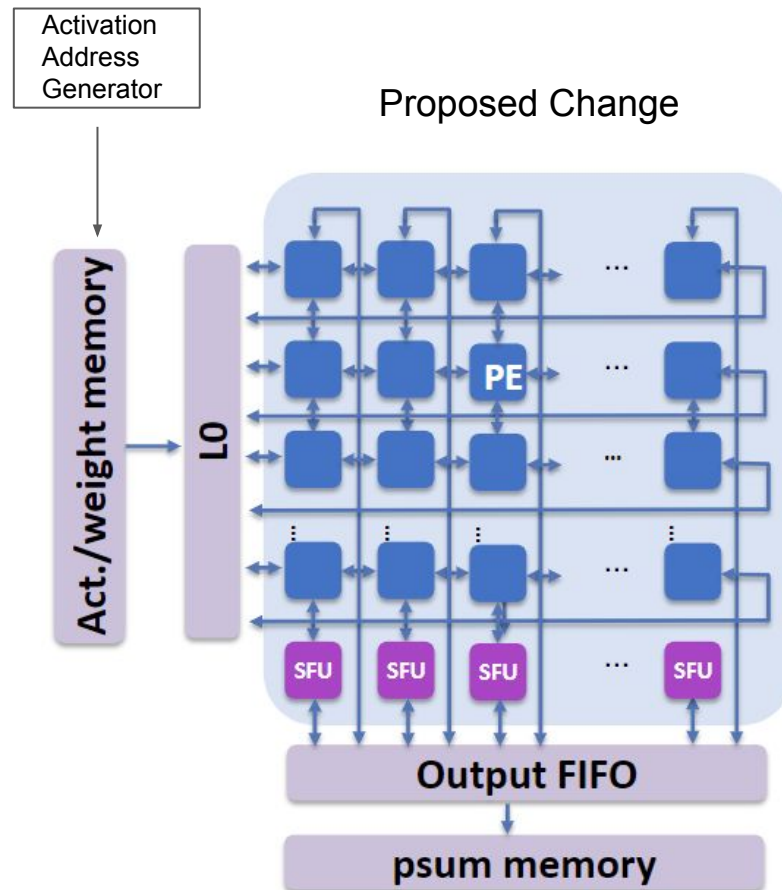 Activation
Address
Generator
Proposed Change
Act./weight memory
L0
...
...
PE
...
...
...
SFU
SFU
SFU
...
SFU
Output FIFO
psum memory